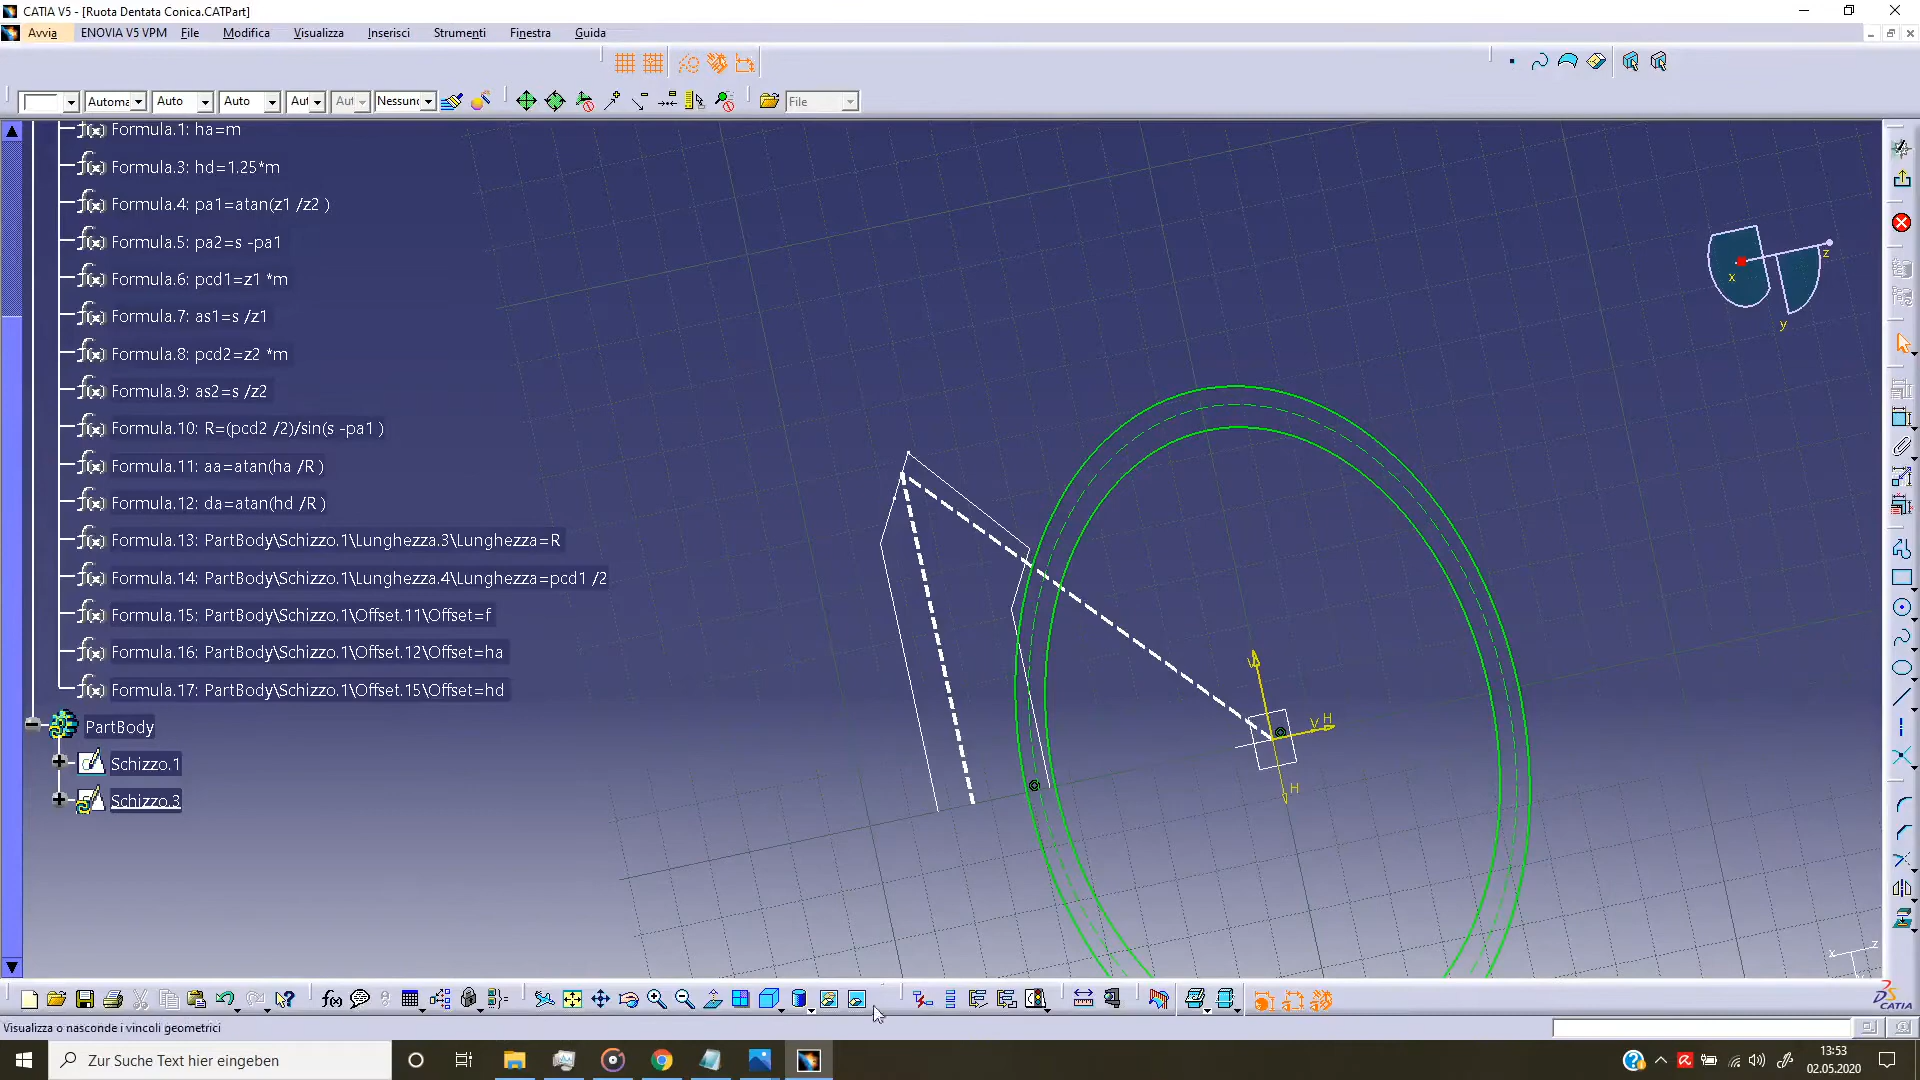 CATIA V5 - [Ruota Dentata Conica.CATPart]
Avvia ENOVIA V5 VPM File Modifica Visualizza Inserisci Strumenti Finestra Guida
Automa Auto Auto Aut Aut Nessuno File
Formula.1: ha=m
Formula.3: hd=1.25*m
Formula.4: pa1=atan(z1 /z2 )
Formula.5: pa2=s -pa1
Formula.6: pcd1=z1 *m
Formula.7: as1=s /z1
Formula.8: pcd2=z2 *m
Formula.9: as2=s /z2
Formula.10: R=(pcd2 /2)/sin(s -pa1 )
Formula.11: aa=atan(ha /R )
Formula.12: da=atan(hd /R )
Formula.13: PartBody\Schizzo.1\Lunghezza.3\Lunghezza=R
Formula.14: PartBody\Schizzo.1\Lunghezza.4\Lunghezza=pcd1 /2
Formula.15: PartBody\Schizzo.1\Offset.11\Offset=f
Formula.16: PartBody\Schizzo.1\Offset.12\Offset=ha
Formula.17: PartBody\Schizzo.1\Offset.15\Offset=hd
PartBody
Schizzo.1
Schizzo.3
z
x
y
V
V H
H
x z
CATIA
Visualizza o nasconde i vincoli geometrici
Zur Suche Text hier eingeben
13:53
02.05.2020